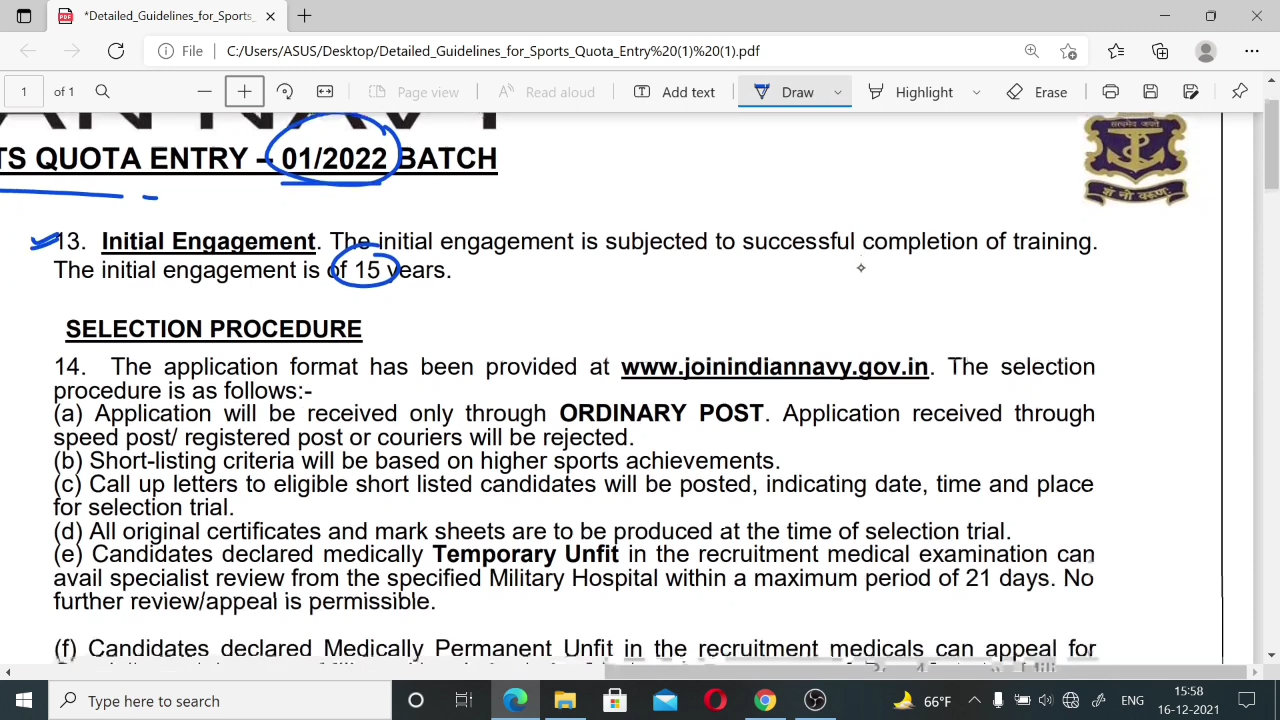 *Detailed_Guidelines_for_Sports_
File
C:/Users/ASUS/Desktop/Detailed_Guidelines_for_Sports_Quota_Entry%20(1)%20(1).pdf
1 of 1
Page view
Read aloud
Add text
Draw
Highlight
Erase
AN NAVY
TS QUOTA ENTRY – 01/2022 BATCH
सत्यमेव जयते
शं नो वरुणः
13. Initial Engagement. The initial engagement is subjected to successful completion of training.
The initial engagement is of 15 years.
SELECTION PROCEDURE
14. The application format has been provided at www.joinindiannavy.gov.in. The selection
procedure is as follows:-
(a) Application will be received only through ORDINARY POST. Application received through
speed post/ registered post or couriers will be rejected.
(b) Short-listing criteria will be based on higher sports achievements.
(c) Call up letters to eligible short listed candidates will be posted, indicating date, time and place
for selection trial.
(d) All original certificates and mark sheets are to be produced at the time of selection trial.
(e) Candidates declared medically Temporary Unfit in the recruitment medical examination can
avail specialist review from the specified Military Hospital within a maximum period of 21 days. No
further review/appeal is permissible.
(f) Candidates declared Medically Permanent Unfit in the recruitment medicals can appeal for
Type here to search
66°F
ENG
15:58
16-12-2021